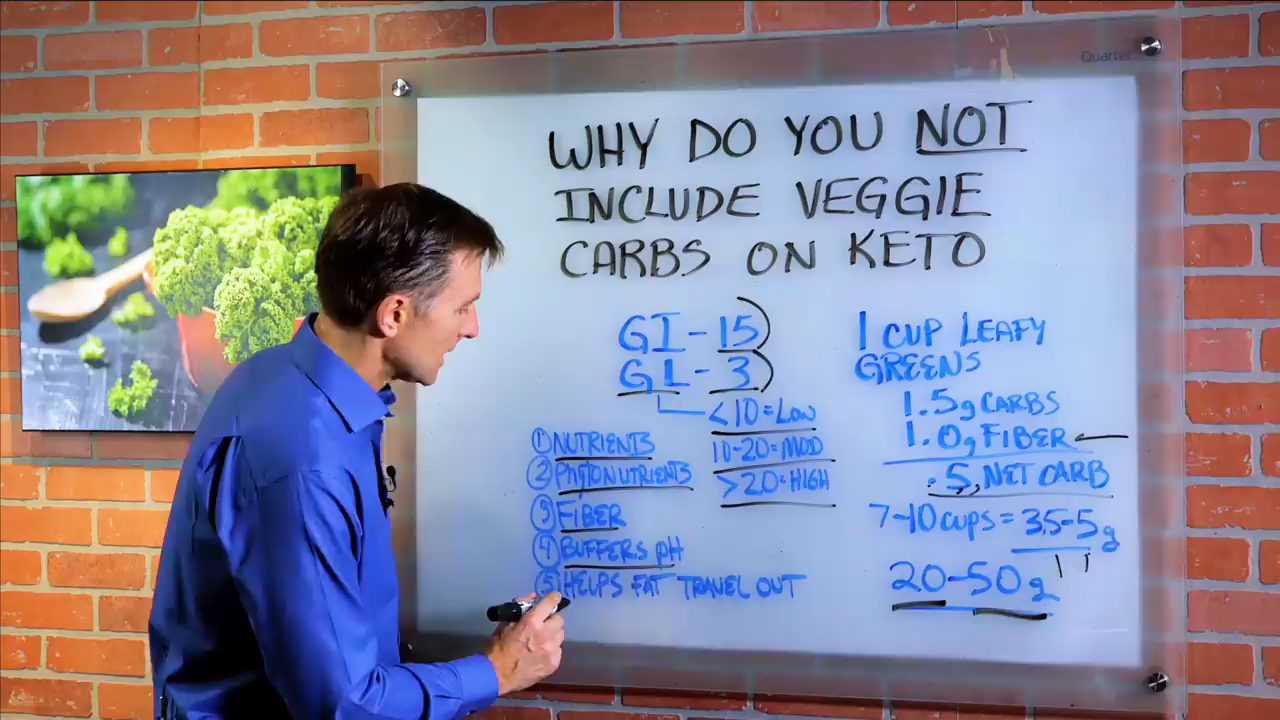 Quartet
WHY DO YOU NOT
INCLUDE VEGGIE
CARBS ON KETO
GI - 15)
GL - 3)
<10 = LOW
10-20 = MOD
>20 = HIGH
① NUTRIENTS
② PHYTONUTRIENTS
③ FIBER
④ BUFFERS pH
⑤ HELPS FAT TRAVEL OUT
1 CUP LEAFY
GREENS
1.5g CARBS
1.0g FIBER
.5, NET CARB
7-10 CUPS = 3.5-5g
20-50g